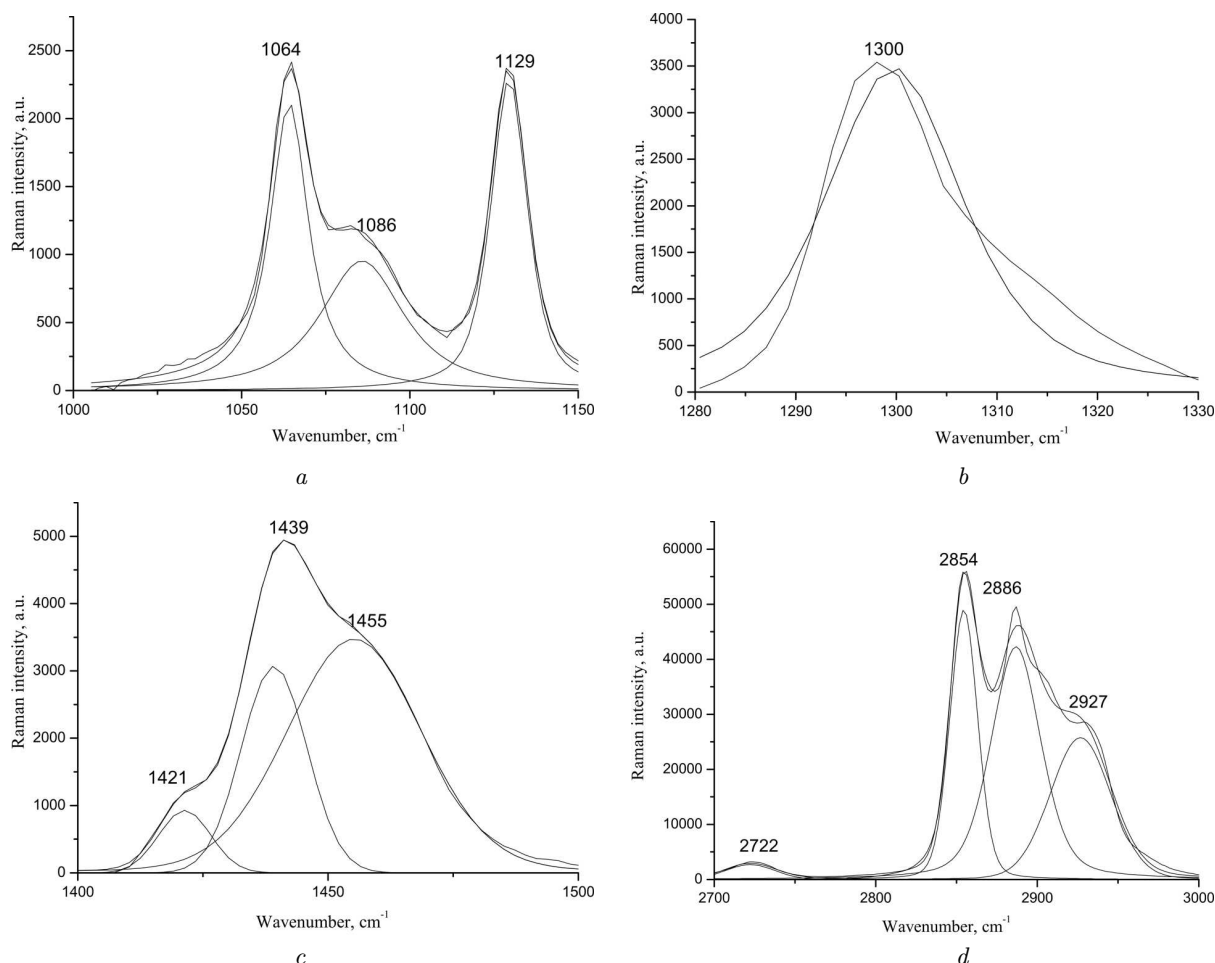 Raman intensity, a.u.
2500
2000
1500
1000
500
0
1064
1086
1129
1000 1050 1100 1150
Wavenumber, cm-1
a
Raman intensity, a.u.
4000
3500
3000
2500
2000
1500
1000
500
0
1300
1280 1290 1300 1310 1320 1330
Wavenumber, cm-1
b
Raman intensity, a.u.
5000
4000
3000
2000
1000
0
1439
1455
1421
1400 1450 1500
Wavenumber, cm-1
c
Raman intensity, a.u.
60000
50000
40000
30000
20000
10000
0
2854
2886
2927
2722
2700 2800 2900 3000
Wavenumber, cm-1
d